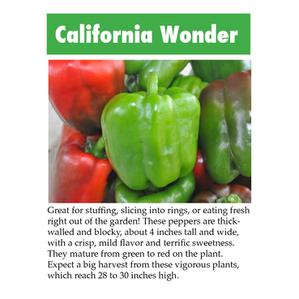 California Wonder
Great for stuffing, slicing into rings, or eating fresh
right out of the garden! These peppers are thick-
walled and blocky, about 4 inches tall and wide,
with a crisp, mild flavor and terrific sweetness.
They mature from green to red on the plant.
Expect a big harvest from these vigorous plants,
which reach 28 to 30 inches high.